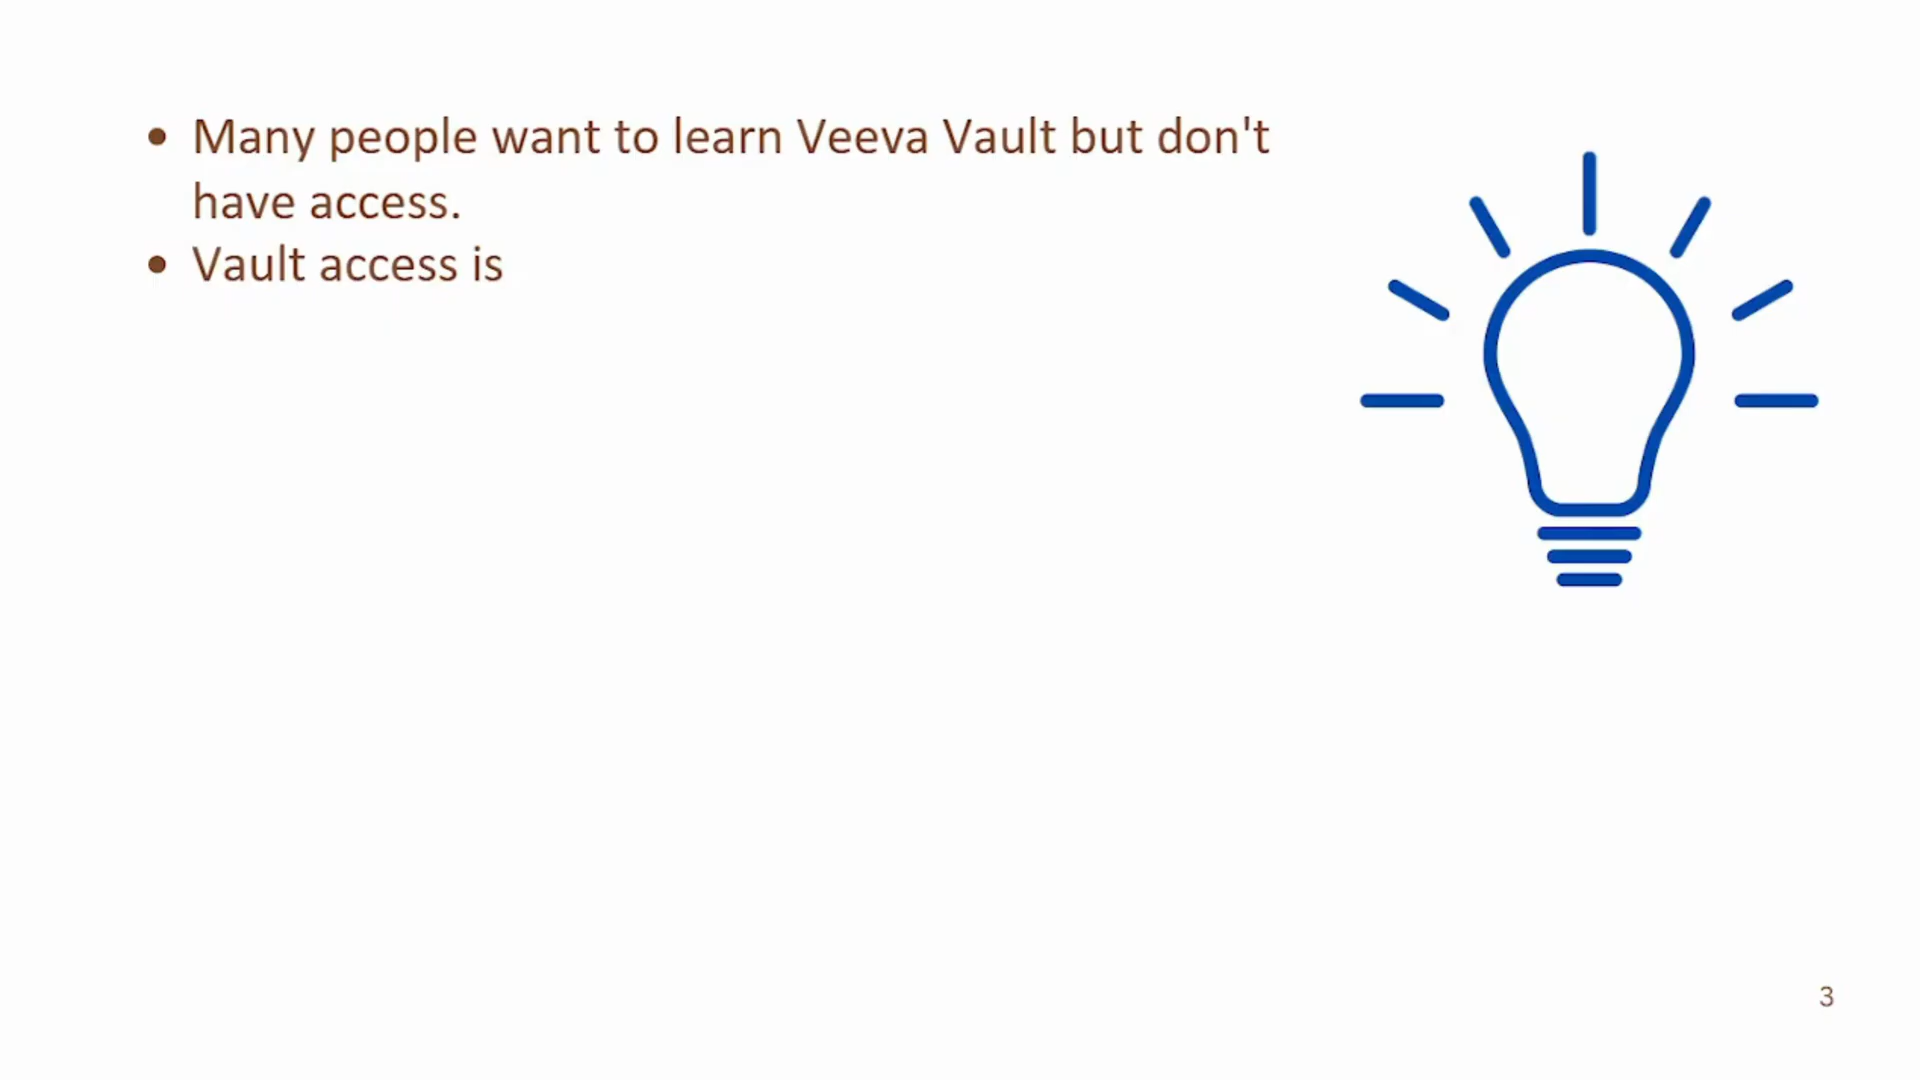 • Many people want to learn Veeva Vault but don't
have access.
• Vault access is
3